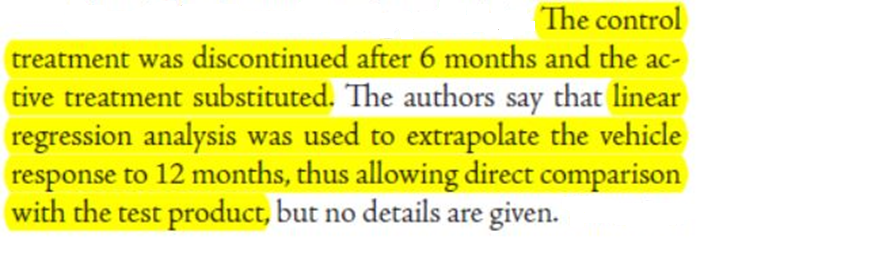 The control
treatment was discontinued after 6 months and the ac-
tive treatment substituted. The authors say that linear
regression analysis was used to extrapolate the vehicle
response to 12 months, thus allowing direct comparison
with the test product, but no details are given.